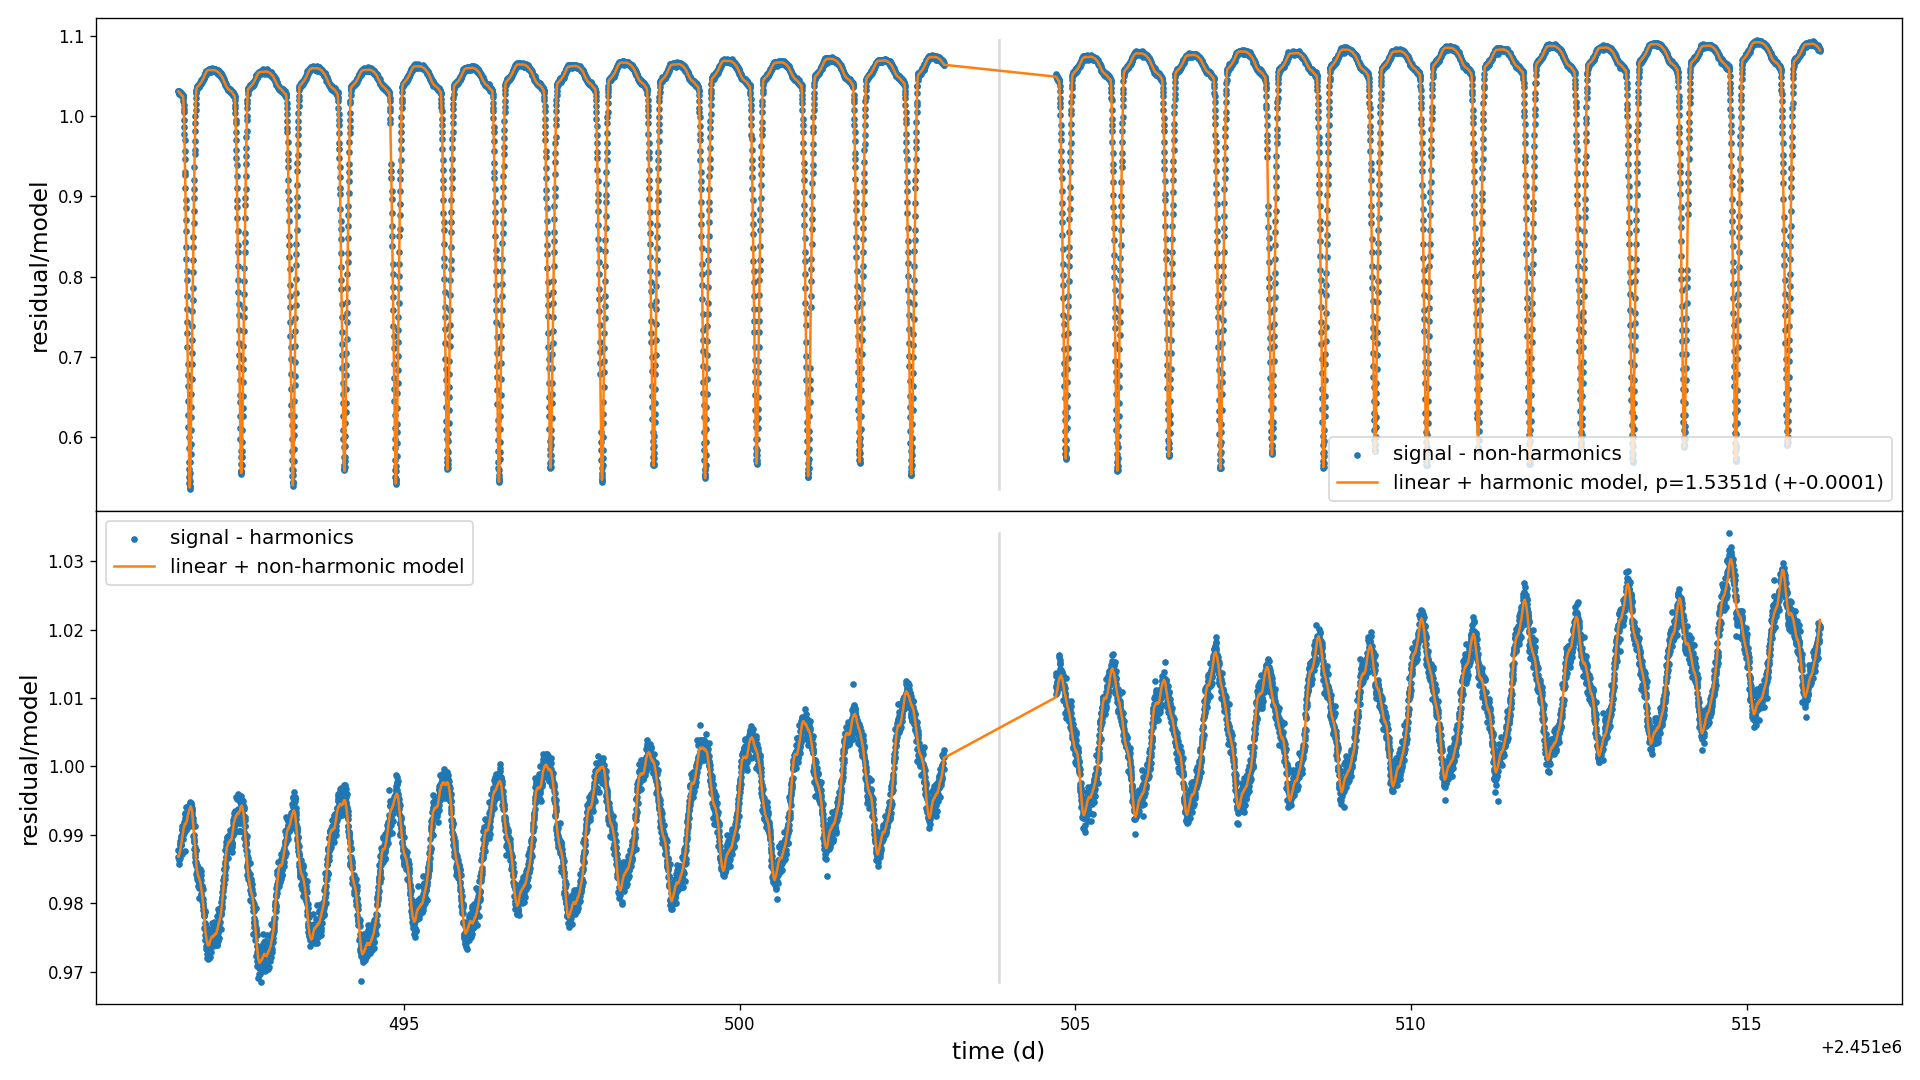 1.1
1.0
0.9
0.8
0.7
0.6
residual/model
signal - non-harmonics
linear + harmonic model, p=1.5351d (+-0.0001)
signal - harmonics
linear + non-harmonic model
1.03
1.02
1.01
1.00
0.99
0.98
0.97
residual/model
495
500
505
510
515
+2.451e6
time (d)